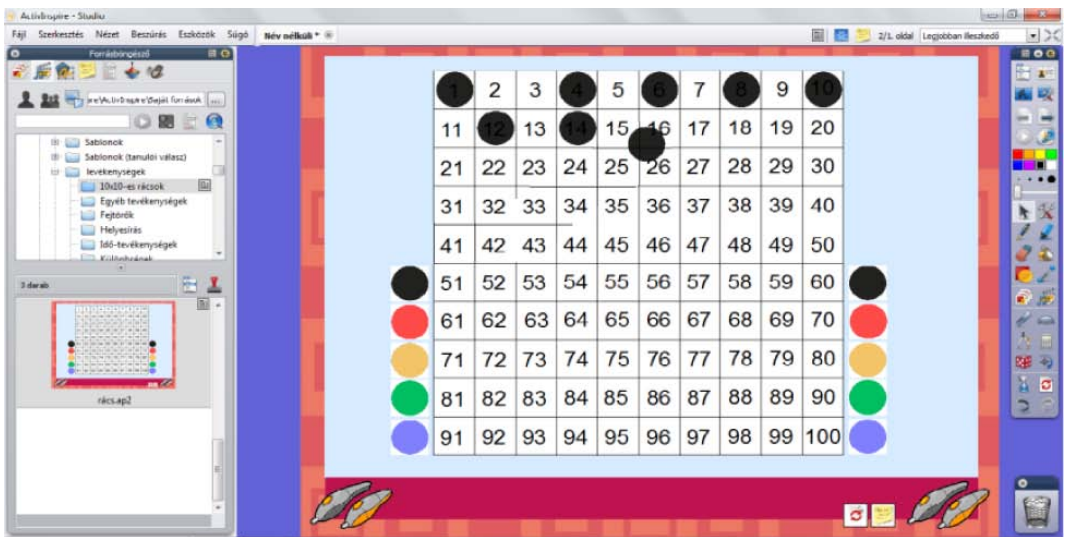 ActivInspire - Studio
Fájl Szerkesztés Nézet Beszúrás Eszközök Súgó Név nélküli *
2/1. oldal Legjobban illeszkedő
Forrásböngésző
Sablonok
Sablonok (tanulói válasz)
tevékenységek
10x10-es rácsok
Egyéb tevékenységek
Fejtörők
Helyesírás
Idő-tevékenységek
3 darab
rács.ap2
1 2 3 4 5 6 7 8 9 10
11 12 13 14 15 16 17 18 19 20
21 22 23 24 25 26 27 28 29 30
31 32 33 34 35 36 37 38 39 40
41 42 43 44 45 46 47 48 49 50
51 52 53 54 55 56 57 58 59 60
61 62 63 64 65 66 67 68 69 70
71 72 73 74 75 76 77 78 79 80
81 82 83 84 85 86 87 88 89 90
91 92 93 94 95 96 97 98 99 100